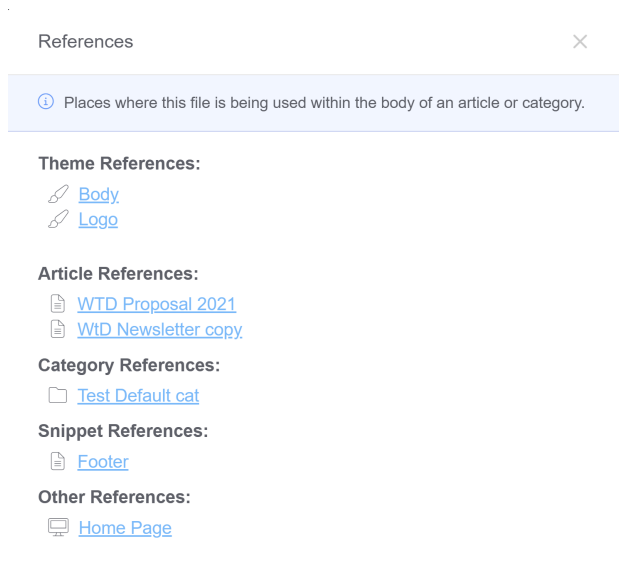 References
Places where this file is being used within the body of an article or category.
Theme References:
Body
Logo
Article References:
WTD Proposal 2021
WtD Newsletter copy
Category References:
Test Default cat
Snippet References:
Footer
Other References:
Home Page